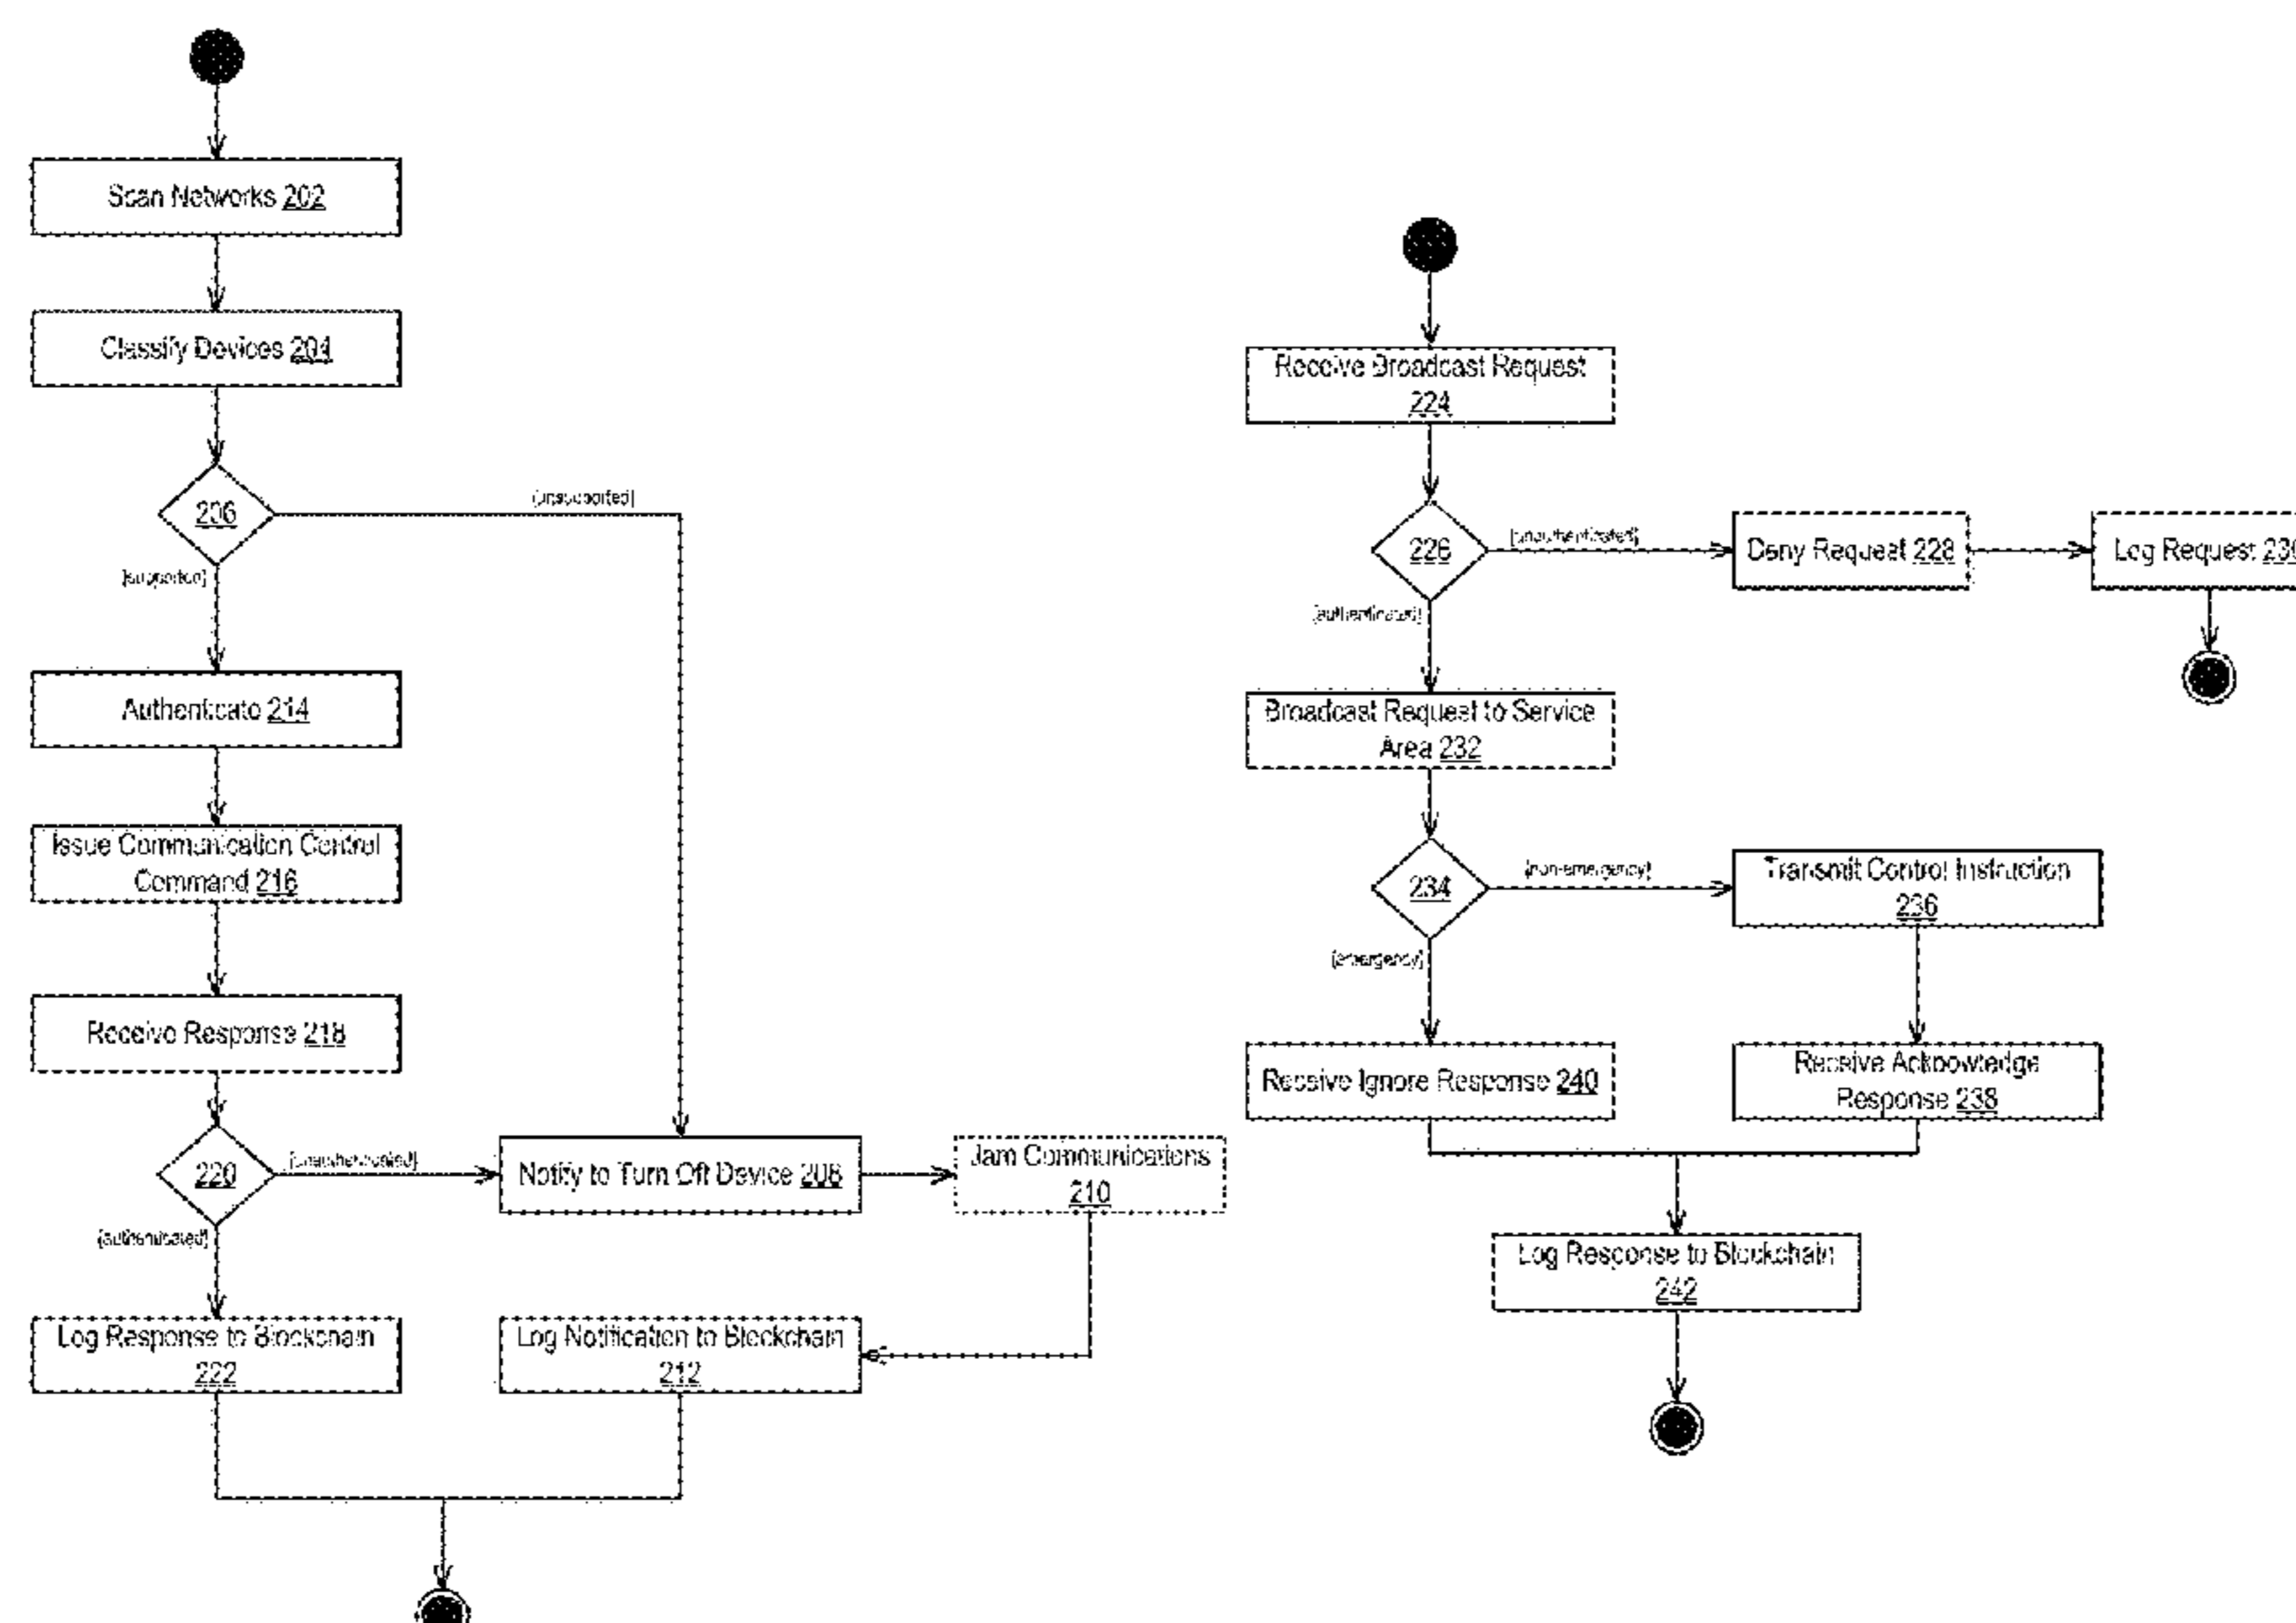 Scan Networks 202
Classify Devices 204
206
[unsupported]
[supported]
Authenticate 214
Issue Communication Control
Command 216
Receive Response 218
220
[unauthenticated]
[authenticated]
Notify to Turn Off Device 208
Jam Communications
210
Log Response to Blockchain
222
Log Notification to Blockchain
212
Receive Broadcast Request
224
226
[unauthenticated]
Deny Request 228
Log Request
[authenticated]
Broadcast Request to Service
Area 232
234
[non-emergency]
Transmit Control Instruction
236
[emergency]
Receive Ignore Response 240
Receive Acknowledge
Response 238
Log Response to Blockchain
242